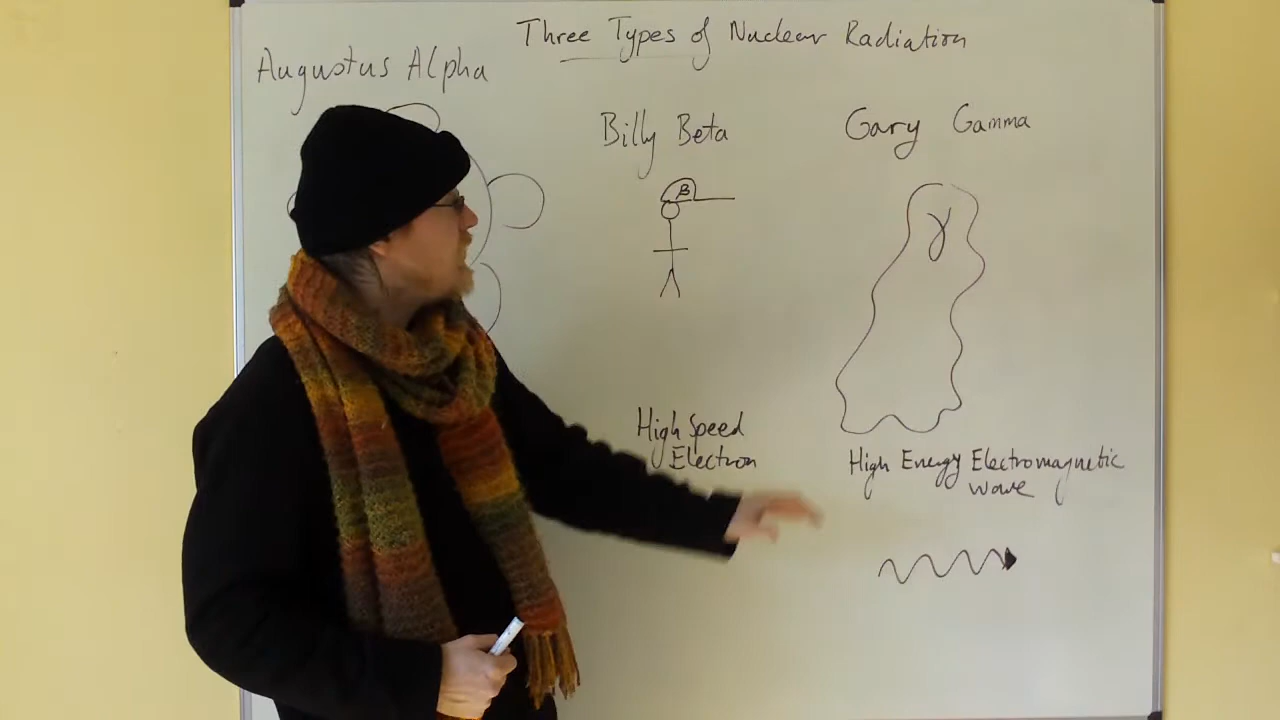 Three Types of Nuclear Radiation
Augustus Alpha
Billy Beta
Gary Gamma
B
γ
High Speed
Electron
High Energy Electromagnetic
Wave